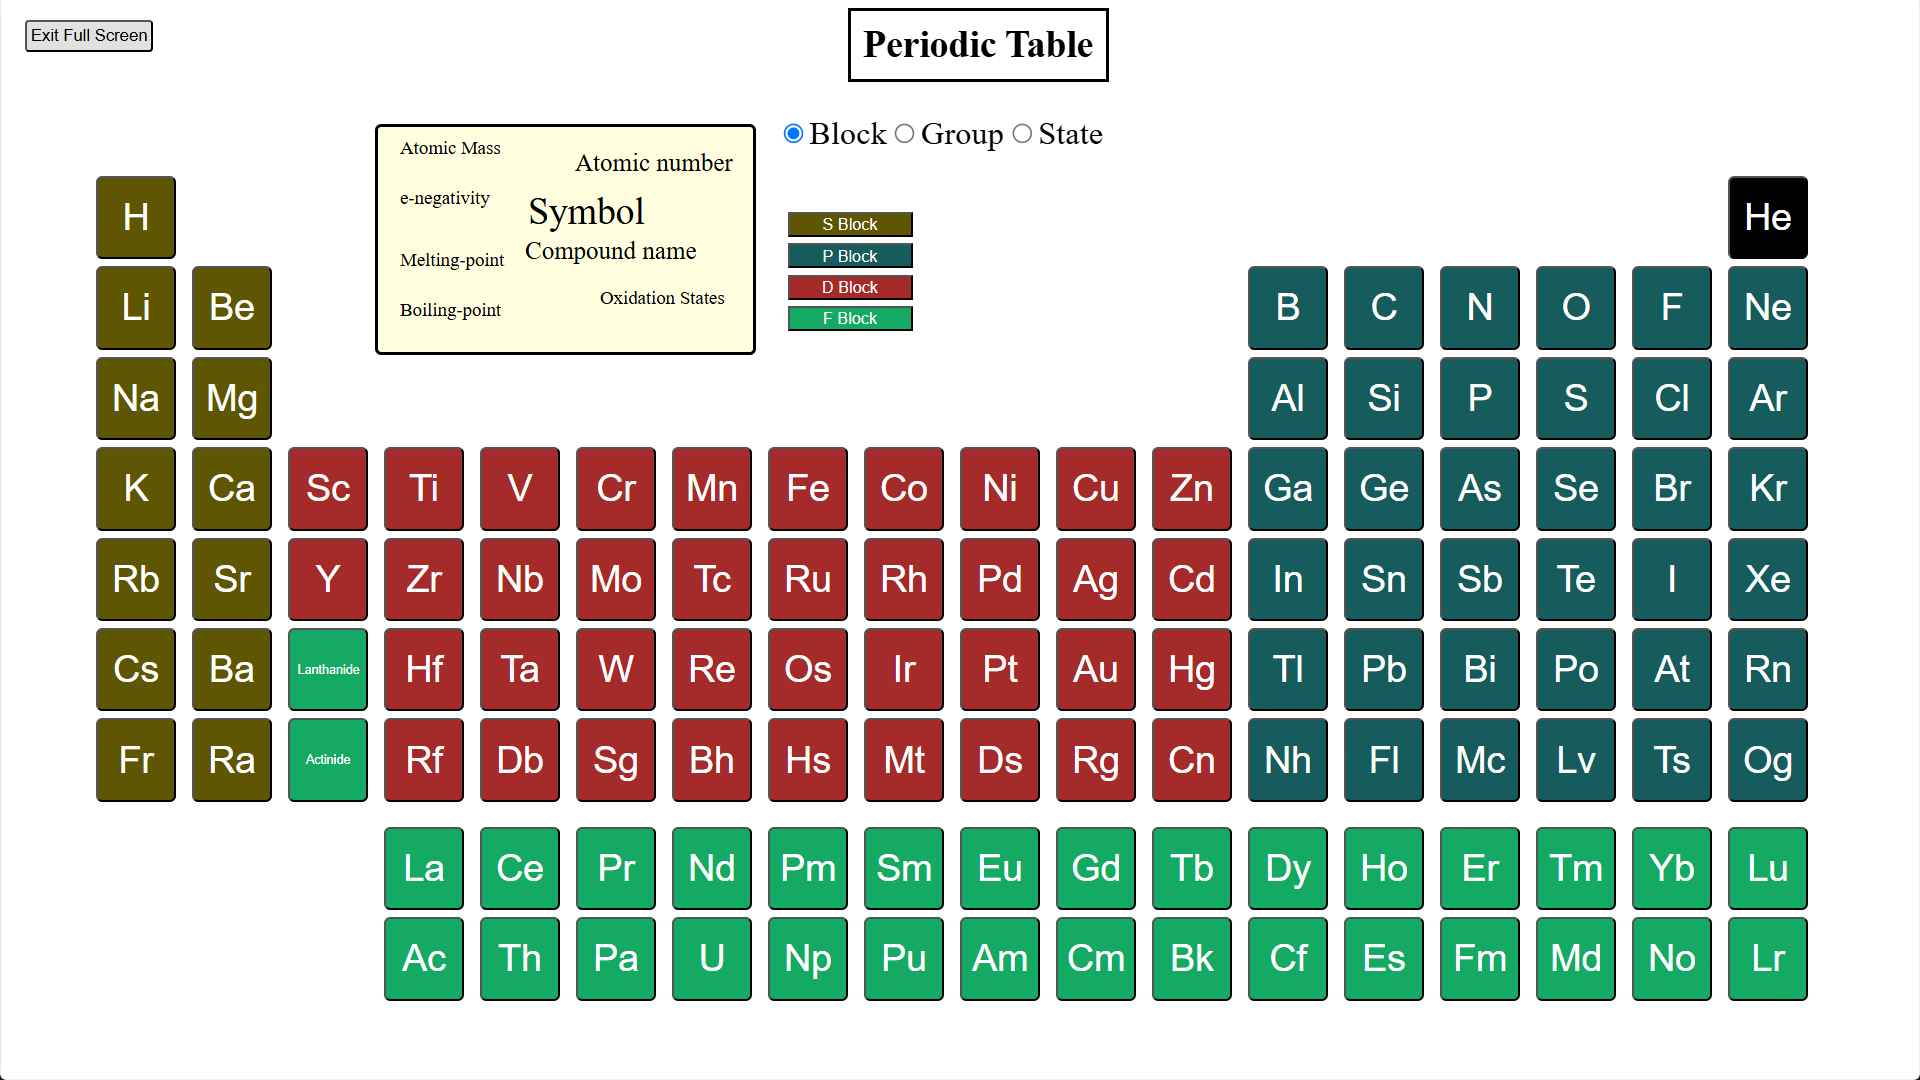 Exit Full Screen
Periodic Table
Atomic Mass
Atomic number
e-negativity
Symbol
Compound name
Melting-point
Oxidation States
Boiling-point
Block Group State
S Block
P Block
D Block
F Block
H He
Li Be B C N O F Ne
Na Mg Al Si P S Cl Ar
K Ca Sc Ti V Cr Mn Fe Co Ni Cu Zn Ga Ge As Se Br Kr
Rb Sr Y Zr Nb Mo Tc Ru Rh Pd Ag Cd In Sn Sb Te I Xe
Cs Ba Lanthanide Hf Ta W Re Os Ir Pt Au Hg Tl Pb Bi Po At Rn
Fr Ra Actinide Rf Db Sg Bh Hs Mt Ds Rg Cn Nh Fl Mc Lv Ts Og
La Ce Pr Nd Pm Sm Eu Gd Tb Dy Ho Er Tm Yb Lu
Ac Th Pa U Np Pu Am Cm Bk Cf Es Fm Md No Lr